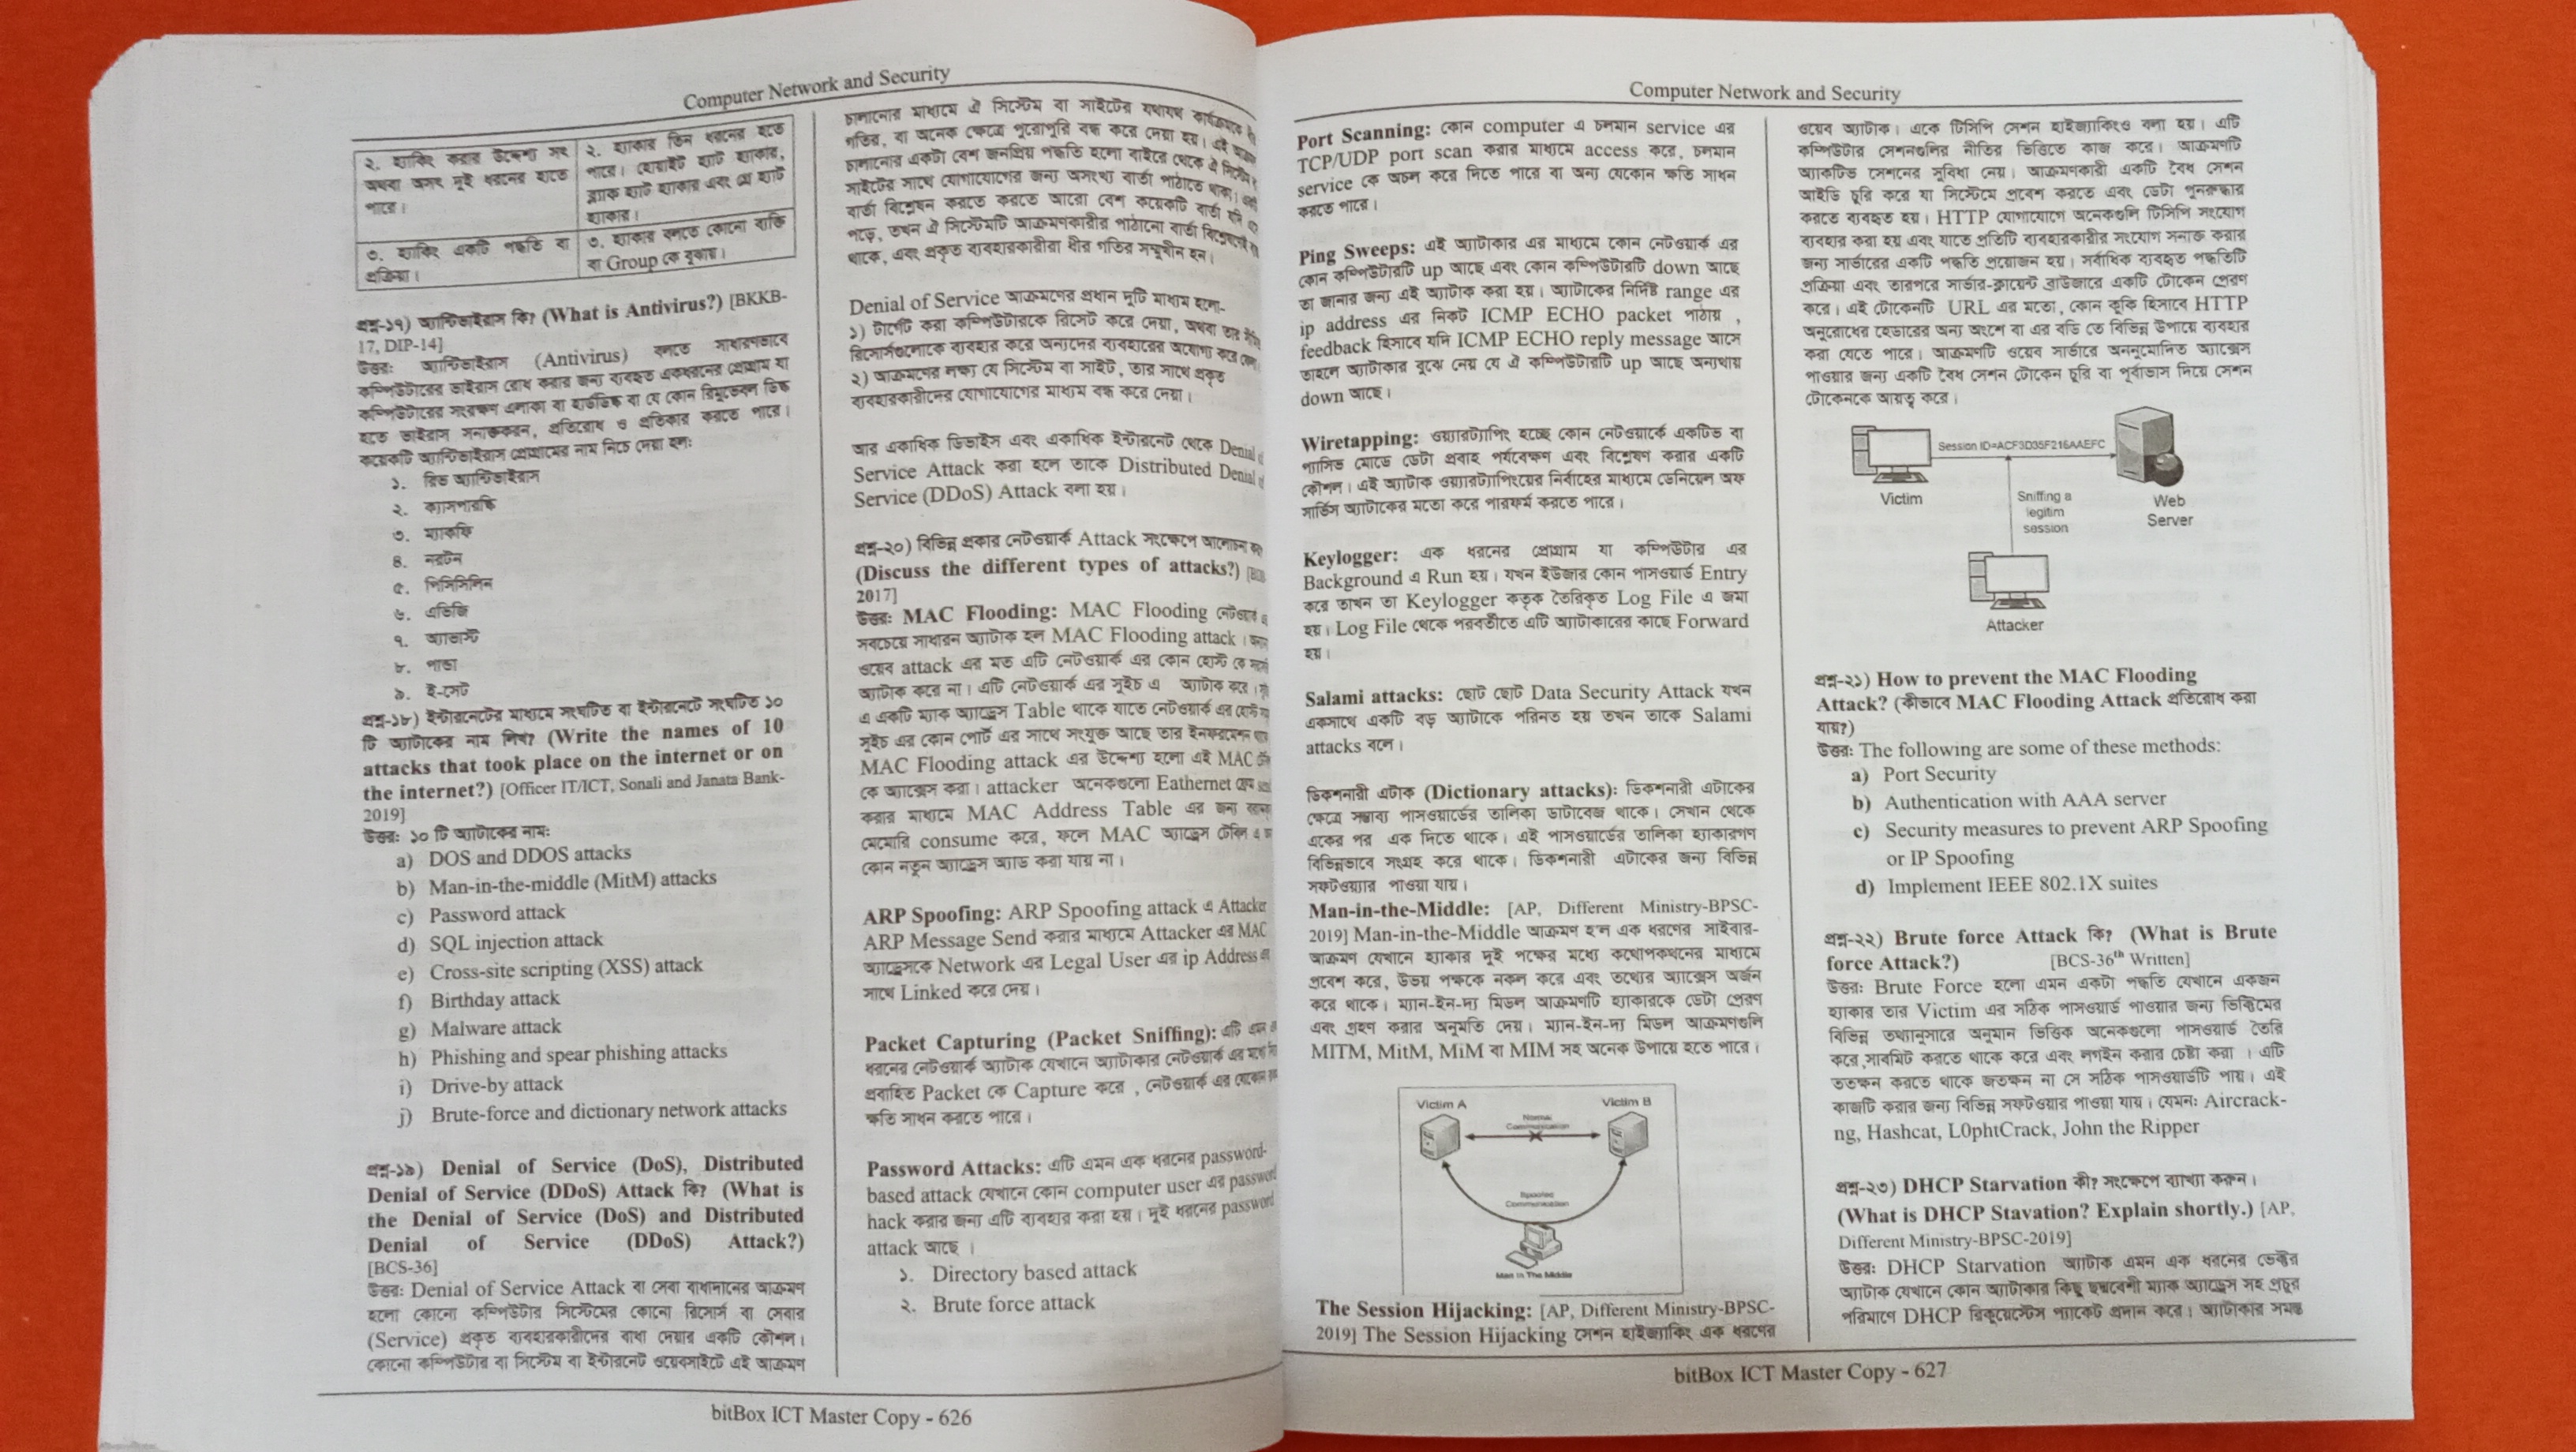 Computer Network and Security
২. হ্যাকিং করার উদ্দেশ্য সৎ
অথবা অসৎ দুই ধরনের হতে
পারে।
২. হ্যাকার তিন ধরনের হতে
পারে। হোয়াইট হ্যাট হ্যাকার,
ব্ল্যাক হ্যাট হ্যাকার এবং গ্রে হ্যাট
হ্যাকার।
৩. হ্যাকিং একটি পদ্ধতি বা
প্রক্রিয়া।
৩. হ্যাকার বলতে কোনো ব্যক্তি
বা Group কে বুঝায়।
প্রশ্ন-১৭) অ্যান্টিভাইরাস কি? (What is Antivirus?) [BKKB-
17, DIP-14]
উত্তর: অ্যান্টিভাইরাস (Antivirus) বলতে সাধারণভাবে
কম্পিউটারের ভাইরাস রোধ করার জন্য ব্যবহৃত একধরনের প্রোগ্রাম যা
কম্পিউটারের সংরক্ষণ এলাকা বা হার্ডডিস্ক বা যে কোন রিমুভেবল ডিস্ক
হতে ভাইরাস সনাক্তকরন, প্রতিরোধ ও প্রতিকার করতে পারে।
কয়েকটি অ্যান্টিভাইরাস প্রোগ্রামের নাম নিচে দেয়া হল:
১. রিভ অ্যান্টিভাইরাস
২. ক্যাসপারস্কি
৩. ম্যাকফি
৪. নরটন
৫. পিসিসিলিন
৬. এভিজি
৭. অ্যাভাস্ট
৮. পান্ডা
৯. ই-সেট
প্রশ্ন-১৮) ইন্টারনেটের মাধ্যমে সংঘটিত বা ইন্টারনেটে সংঘটিত ১০
টি অ্যাটাকের নাম লিখ? (Write the names of 10
attacks that took place on the internet or on
the internet?) [Officer IT/ICT, Sonali and Janata Bank-
2019]
উত্তর: ১০ টি অ্যাটাকের নাম:
a) DOS and DDOS attacks
b) Man-in-the-middle (MitM) attacks
c) Password attack
d) SQL injection attack
e) Cross-site scripting (XSS) attack
f) Birthday attack
g) Malware attack
h) Phishing and spear phishing attacks
i) Drive-by attack
j) Brute-force and dictionary network attacks
প্রশ্ন-১৯) Denial of Service (DoS), Distributed
Denial of Service (DDoS) Attack কি? (What is
the Denial of Service (DoS) and Distributed
Denial of Service (DDoS) Attack?)
[BCS-36]
উত্তর: Denial of Service Attack বা সেবা বাধাদানের আক্রমণ
হলো কোনো কম্পিউটার সিস্টেমের কোনো রিসোর্স বা সেবার
(Service) প্রকৃত ব্যবহারকারীদের বাধা দেয়ার একটি কৌশল।
কোনো কম্পিউটার বা সিস্টেম বা ইন্টারনেট ওয়েবসাইটে এই আক্রমণ
চালানোর মাধ্যমে ঐ সিস্টেম বা সাইটের যথাযথ কার্যক্রমকে
গতির, বা অনেক ক্ষেত্রে পুরোপুরি বন্ধ করে দেয়া হয়। এই
চালানোর একটা বেশ জনপ্রিয় পদ্ধতি হলো বাইরে থেকে ঐ সিস্টেম
সাইটের সাথে যোগাযোগের জন্য অসংখ্য বার্তা পাঠাতে থাকা।
বার্তা বিশ্লেষন করতে করতে আরো বেশ কয়েকটি বার্তা যদি
পড়ে, তখন ঐ সিস্টেমটি আক্রমণকারীর পাঠানো বার্তা বিশ্লেষণেই
থাকে, এবং প্রকৃত ব্যবহারকারীরা ধীর গতির সম্মুখীন হন।
Denial of Service আক্রমণের প্রধান দুটি মাধ্যম হলো-
১) টার্গেট করা কম্পিউটারকে রিসেট করে দেয়া, অথবা তার
রিসোর্সগুলোকে ব্যবহার করে অন্যদের ব্যবহারের অযোগ্য করে
২) আক্রমণের লক্ষ্য যে সিস্টেম বা সাইট, তার সাথে প্রকৃত
ব্যবহারকারীদের যোগাযোগের মাধ্যম বন্ধ করে দেয়া।
আর একাধিক ডিভাইস এবং একাধিক ইন্টারনেট থেকে Denial
Service Attack করা হলে তাকে Distributed Denial
Service (DDoS) Attack বলা হয়।
প্রশ্ন-২০) বিভিন্ন প্রকার নেটওয়ার্ক Attack সংক্ষেপে আলোচনা
(Discuss the different types of attacks?)
2017]
উত্তর: MAC Flooding: MAC Flooding নেটওয়ার্ক
সবচেয়ে সাধারন অ্যাটাক হল MAC Flooding attack ।
ওয়েব attack এর মত এটি নেটওয়ার্ক এর কোন হোস্ট কে
অ্যাটাক করে না। এটি নেটওয়ার্ক এর সুইচ এ অ্যাটাক করে।
এ একটি ম্যাক অ্যাড্রেস Table থাকে যাতে নেটওয়ার্ক এর হোস্ট
সুইচ এর কোন পোর্ট এর সাথে সংযুক্ত আছে তার ইনফরমেশন
MAC Flooding attack এর উদ্দেশ্য হলো এই MAC
কে অ্যাক্সেস করা। attacker অনেকগুলো Eathernet ফ্রেম
করার মাধ্যমে MAC Address Table এর জন্য
মেমোরি consume করে, ফলে MAC অ্যাড্রেস টেবিল এ
কোন নতুন অ্যাড্রেস অ্যাড করা যায় না।
ARP Spoofing: ARP Spoofing attack এ Attacker
ARP Message Send করার মাধ্যমে Attacker এর MAC
অ্যাড্রেসকে Network এর Legal User এর ip Address এর
সাথে Linked করে দেয়।
Packet Capturing (Packet Sniffing): এটি এমন
ধরনের নেটওয়ার্ক অ্যাটাক যেখানে অ্যাটাকার নেটওয়ার্ক এর মধ্যে
প্রবাহিত Packet কে Capture করে , নেটওয়ার্ক এর যেকোন
ক্ষতি সাধন করতে পারে।
Password Attacks: এটি এমন এক ধরনের password-
based attack যেখানে কোন computer user এর password
hack করার জন্য এটি ব্যবহার করা হয়। দুই ধরনের password
attack আছে ।
১. Directory based attack
২. Brute force attack
bitBox ICT Master Copy - 626
Computer Network and Security
Port Scanning: কোন computer এ চলমান service এর
TCP/UDP port scan করার মাধ্যমে access করে, চলমান
service কে অচল করে দিতে পারে বা অন্য যেকোন ক্ষতি সাধন
করতে পারে।
Ping Sweeps: এই অ্যাটাকার এর মাধ্যমে কোন নেটওয়ার্ক এর
কোন কম্পিউটারটি up আছে এবং কোন কম্পিউটারটি down আছে
তা জানার জন্য এই অ্যাটাক করা হয়। অ্যাটাকের নির্দিষ্ট range এর
ip address এর নিকট ICMP ECHO packet পাঠায় ,
feedback হিসাবে যদি ICMP ECHO reply message আসে
তাহলে অ্যাটাকার বুঝে নেয় যে ঐ কম্পিউটারটি up আছে অন্যথায়
down আছে।
Wiretapping: ওয়্যারট্যাপিং হচ্ছে কোন নেটওয়ার্কে একটিভ বা
প্যাসিভ মোডে ডেটা প্রবাহ পর্যবেক্ষণ এবং বিশ্লেষণ করার একটি
কৌশল। এই অ্যাটাক ওয়্যারট্যাপিংয়ের নির্বাহের মাধ্যমে ডেনিয়েল অফ
সার্ভিস অ্যাটাকের মতো করে পারফর্ম করতে পারে।
Keylogger: এক ধরনের প্রোগ্রাম যা কম্পিউটার এর
Background এ Run হয়। যখন ইউজার কোন পাসওয়ার্ড Entry
করে তাখন তা Keylogger কতৃক তৈরিকৃত Log File এ জমা
হয়। Log File থেকে পরবর্তীতে এটি অ্যাটাকারের কাছে Forward
হয়।
Salami attacks: ছোট ছোট Data Security Attack যখন
একসাথে একটি বড় অ্যাটাকে পরিনত হয় তখন তাকে Salami
attacks বলে।
ডিকশনারী এটাক (Dictionary attacks): ডিকশনারী এটাকের
ক্ষেত্রে সম্ভাব্য পাসওয়ার্ডের তালিকা ডাটাবেজ থাকে। সেখান থেকে
একের পর এক দিতে থাকে। এই পাসওয়ার্ডের তালিকা হ্যাকারগণ
বিভিন্নভাবে সংগ্রহ করে থাকে। ডিকশনারী এটাকের জন্য বিভিন্ন
সফটওয়্যার পাওয়া যায়।
Man-in-the-Middle: [AP, Different Ministry-BPSC-
2019] Man-in-the-Middle আক্রমণ হ'ল এক ধরণের সাইবার-
আক্রমণ যেখানে হ্যাকার দুই পক্ষের মধ্যে কথোপকথনের মাধ্যমে
প্রবেশ করে, উভয় পক্ষকে নকল করে এবং তথ্যের অ্যাক্সেস অর্জন
করে থাকে। ম্যান-ইন-দ্য মিডল আক্রমণটি হ্যাকারকে ডেটা প্রেরণ
এবং গ্রহণ করার অনুমতি দেয়। ম্যান-ইন-দ্য মিডল আক্রমণগুলি
MITM, MitM, MiM বা MIM সহ অনেক উপায়ে হতে পারে।
Victim A
Victim B
Normal
Communication
Spoofed
Communication
Man In The Middle
The Session Hijacking: [AP, Different Ministry-BPSC-
2019] The Session Hijacking সেশন হাইজ্যাকিং এক ধরণের
ওয়েব অ্যাটাক। একে টিসিপি সেশন হাইজ্যাকিংও বলা হয়। এটি
কম্পিউটার সেশনগুলির নীতির ভিত্তিতে কাজ করে। আক্রমণটি
অ্যাকটিভ সেশনের সুবিধা নেয়। আক্রমণকারী একটি বৈধ সেশন
আইডি চুরি করে যা সিস্টেমে প্রবেশ করতে এবং ডেটা পুনরুদ্ধার
করতে ব্যবহৃত হয়। HTTP যোগাযোগে অনেকগুলি টিসিপি সংযোগ
ব্যবহার করা হয় এবং যাতে প্রতিটি ব্যবহারকারীর সংযোগ সনাক্ত করার
জন্য সার্ভারের একটি পদ্ধতি প্রয়োজন হয়। সর্বাধিক ব্যবহৃত পদ্ধতিটি
প্রক্রিয়া এবং তারপরে সার্ভার-ক্লায়েন্ট ব্রাউজারে একটি টোকেন প্রেরণ
করে। এই টোকেনটি URL এর মতো, কোন কুকি হিসাবে HTTP
অনুরোধের হেডারের অন্য অংশে বা এর বডি তে বিভিন্ন উপায়ে ব্যবহার
করা যেতে পারে। আক্রমণটি ওয়েব সার্ভারে অননুমোদিত অ্যাক্সেস
পাওয়ার জন্য একটি বৈধ সেশন টোকেন চুরি বা পূর্বাভাস দিয়ে সেশন
টোকেনকে আয়ত্ব করে।
Session ID=ACF3D35F216AAEFC
Victim
Sniffing a
legitim
session
Web
Server
Attacker
প্রশ্ন-২১) How to prevent the MAC Flooding
Attack? (কীভাবে MAC Flooding Attack প্রতিরোধ করা
যায়?)
উত্তর: The following are some of these methods:
a) Port Security
b) Authentication with AAA server
c) Security measures to prevent ARP Spoofing
or IP Spoofing
d) Implement IEEE 802.1X suites
প্রশ্ন-২২) Brute force Attack কি? (What is Brute
force Attack?) [BCS-36th Written]
উত্তর: Brute Force হলো এমন একটা পদ্ধতি যেখানে একজন
হ্যাকার তার Victim এর সঠিক পাসওয়ার্ড পাওয়ার জন্য ভিক্টিমের
বিভিন্ন তথ্যানুসারে অনুমান ভিত্তিক অনেকগুলো পাসওয়ার্ড তৈরি
করে,সাবমিট করতে থাকে করে এবং লগইন করার চেষ্টা করা । এটি
ততক্ষন করতে থাকে জতক্ষন না সে সঠিক পাসওয়ার্ডটি পায়। এই
কাজটি করার জন্য বিভিন্ন সফটওয়ার পাওয়া যায়। যেমন: Aircrack-
ng, Hashcat, L0phtCrack, John the Ripper
প্রশ্ন-২৩) DHCP Starvation কী? সংক্ষেপে ব্যাখ্যা করুন।
(What is DHCP Stavation? Explain shortly.) [AP,
Different Ministry-BPSC-2019]
উত্তর: DHCP Starvation অ্যাটাক এমন এক ধরনের ভেক্টর
অ্যাটাক যেখানে কোন অ্যাটাকার কিছু ছদ্মবেশী ম্যাক অ্যাড্রেস সহ প্রচুর
পরিমাণে DHCP রিকুয়েস্টেস প্যাকেট প্রদান করে। অ্যাটাকার সমস্ত
bitBox ICT Master Copy - 627